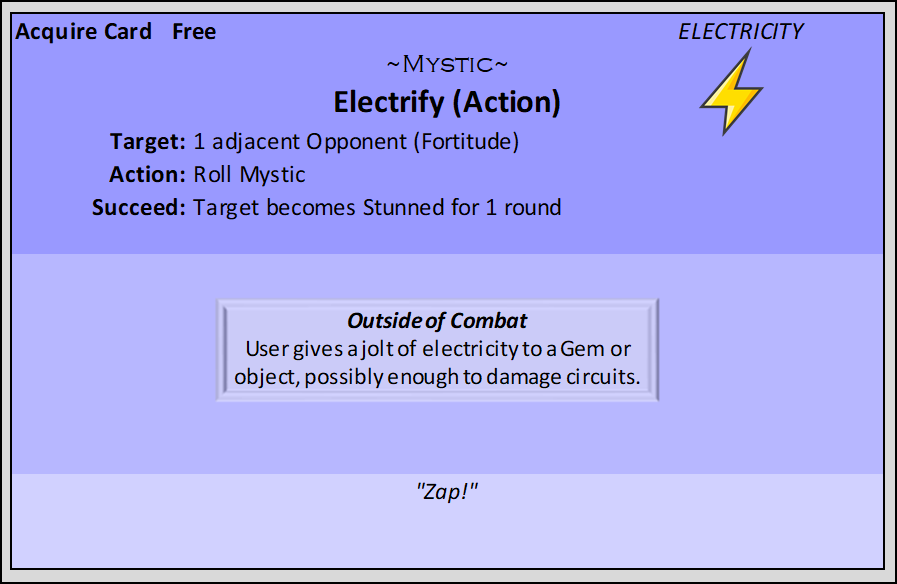 Acquire Card Free ELECTRICITY
~Mystic~
Electrify (Action)
Target: 1 adjacent Opponent (Fortitude)
Action: Roll Mystic
Succeed: Target becomes Stunned for 1 round
Outside of Combat
User gives a jolt of electricity to a Gem or
object, possibly enough to damage circuits.
"Zap!"